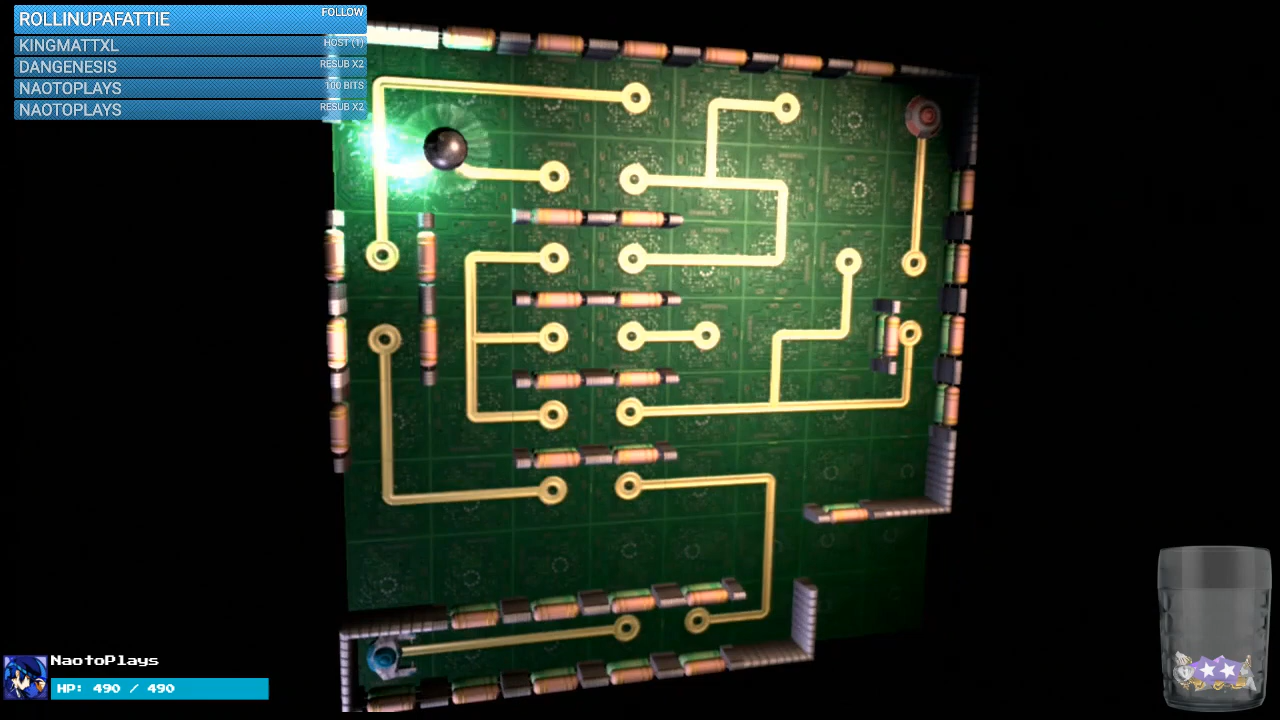 ROLLINUPAFATTIE FOLLOW
KINGMATTXL HOST (1)
DANGENESIS RESUB X2
NAOTOPLAYS 100 BITS
NAOTOPLAYS RESUB X2
NaotoPlays
HP: 490 / 490